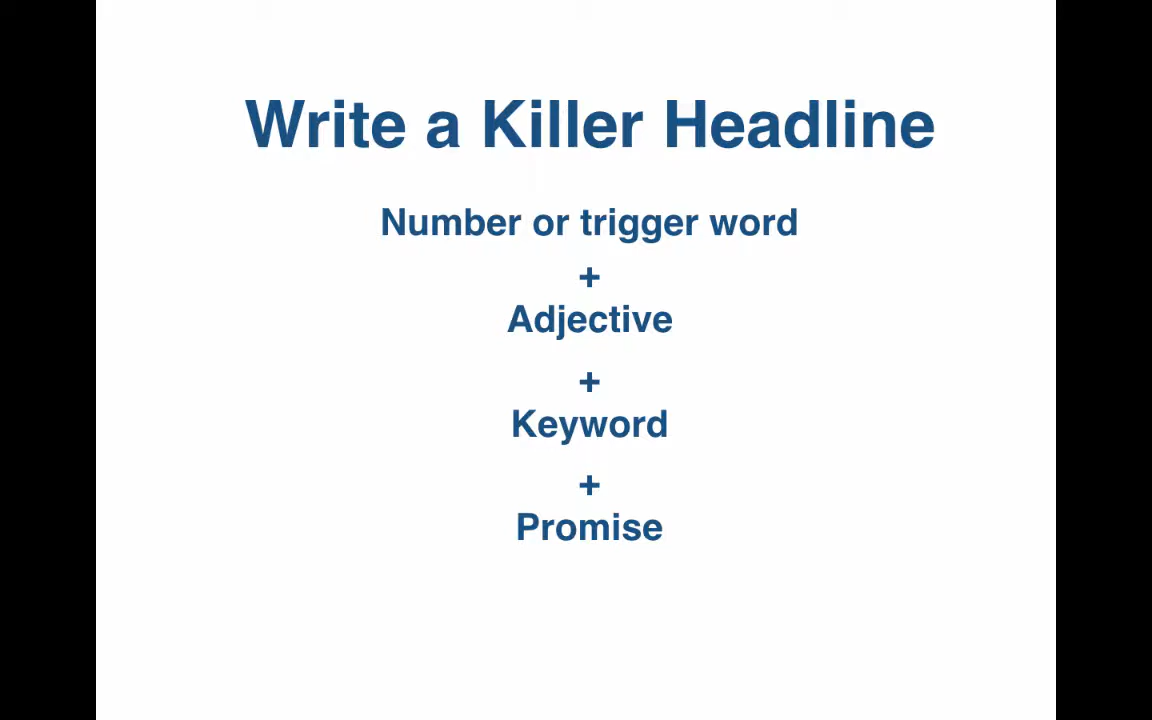 Write a Killer Headline
Number or trigger word
+
Adjective
+
Keyword
+
Promise